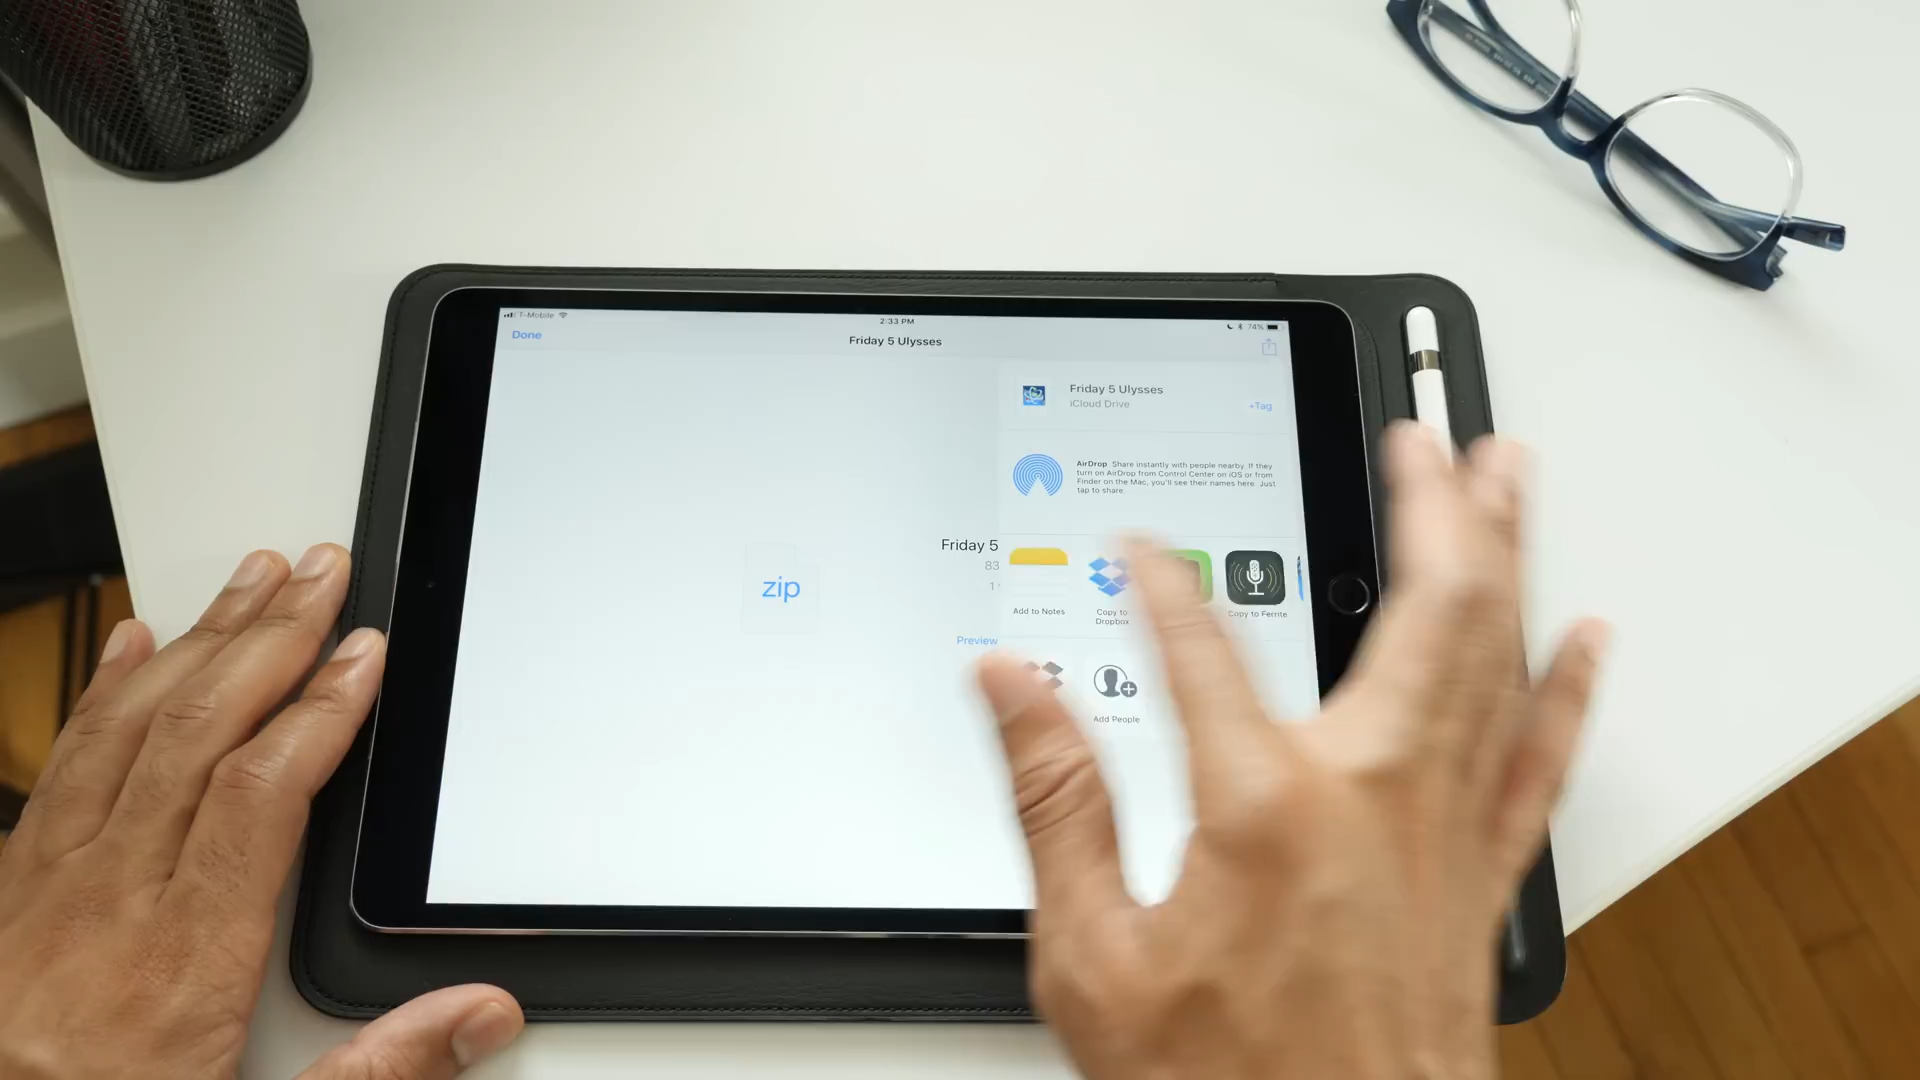 T-Mobile
2:33 PM
74%
Done
Friday 5 Ulysses
Friday 5 Ulysses
iCloud Drive
+Tag
AirDrop. Share instantly with people nearby. If they
turn on AirDrop from Control Center on iOS or from
Finder on the Mac, you'll see their names here. Just
tap to share.
Friday 5
83
zip
Preview
Add to Notes
Copy to
Dropbox
Copy to Ferrite
Add People